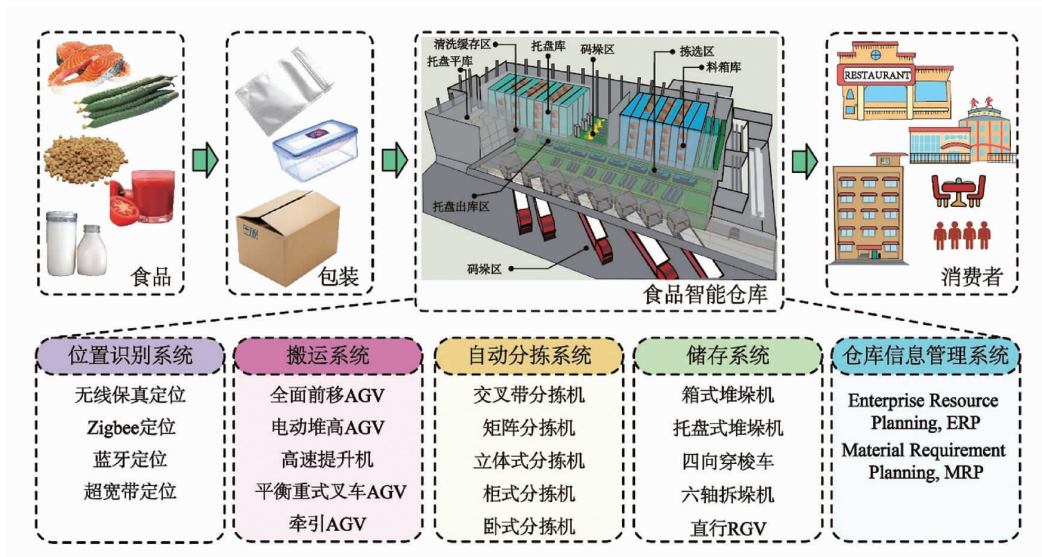 清洗缓存区
托盘平库
托盘库
码垛区
拣选区
料箱库
托盘出库区
码垛区
RESTAURANT
食堂
食品
包装
食品智能仓库
消费者
位置识别系统
无线保真定位
Zigbee定位
蓝牙定位
超宽带定位
搬运系统
全面前移AGV
电动堆高AGV
高速提升机
平衡重式叉车AGV
牵引AGV
自动分拣系统
交叉带分拣机
矩阵分拣机
立体式分拣机
柜式分拣机
卧式分拣机
储存系统
箱式堆垛机
托盘式堆垛机
四向穿梭车
六轴拆垛机
直行RGV
仓库信息管理系统
Enterprise Resource
Planning, ERP
Material Requirement
Planning, MRP